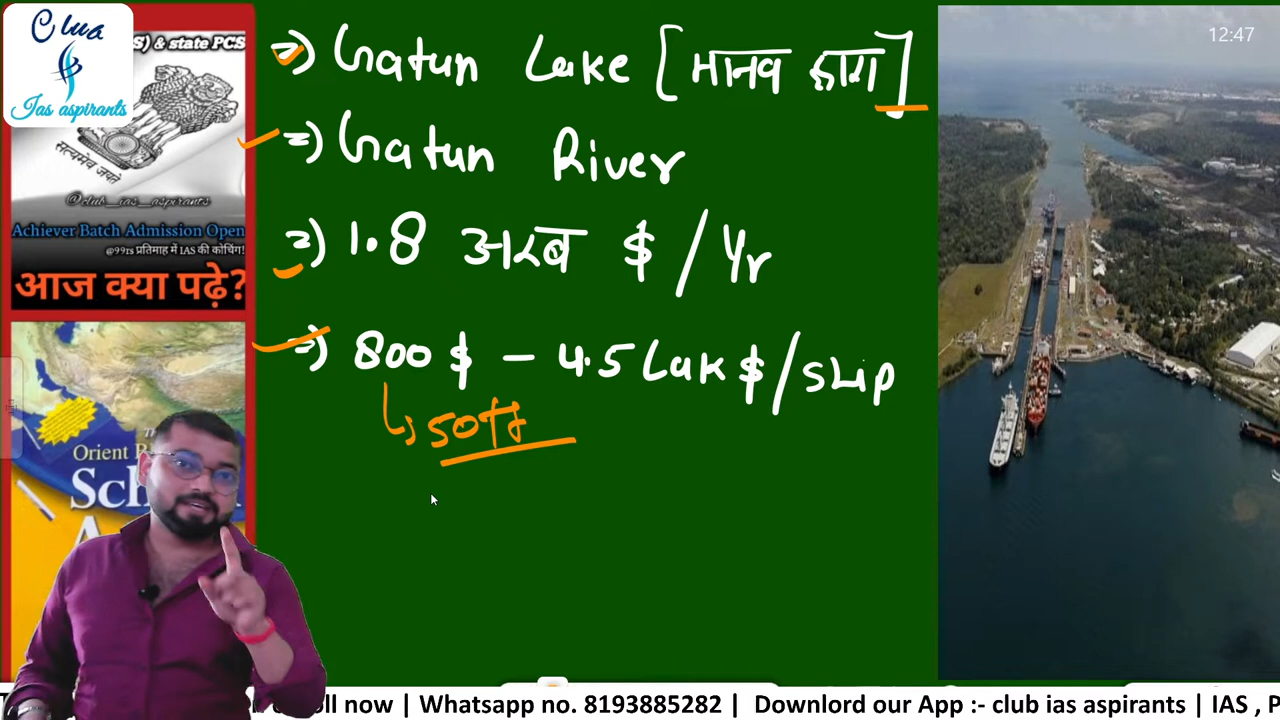 Club
Ias aspirants
S) & state PCS
सत्यमेव जयते
@club_ias_aspirants
Achiever Batch Admission Open
@99rs प्रतिमाह में IAS की कोचिंग!
आज क्या पढ़े?
Orient B
Sch
A
=) Gatun Lake [मानव द्वारा]
=) Gatun River
=) 1.8 अरब $ / Yr
=) 800 $ – 4.5 Lak $ / Ship
↳ 50ft
12:47
ll now | Whatsapp no. 8193885282 | Downlord our App :- club ias aspirants | IAS , P